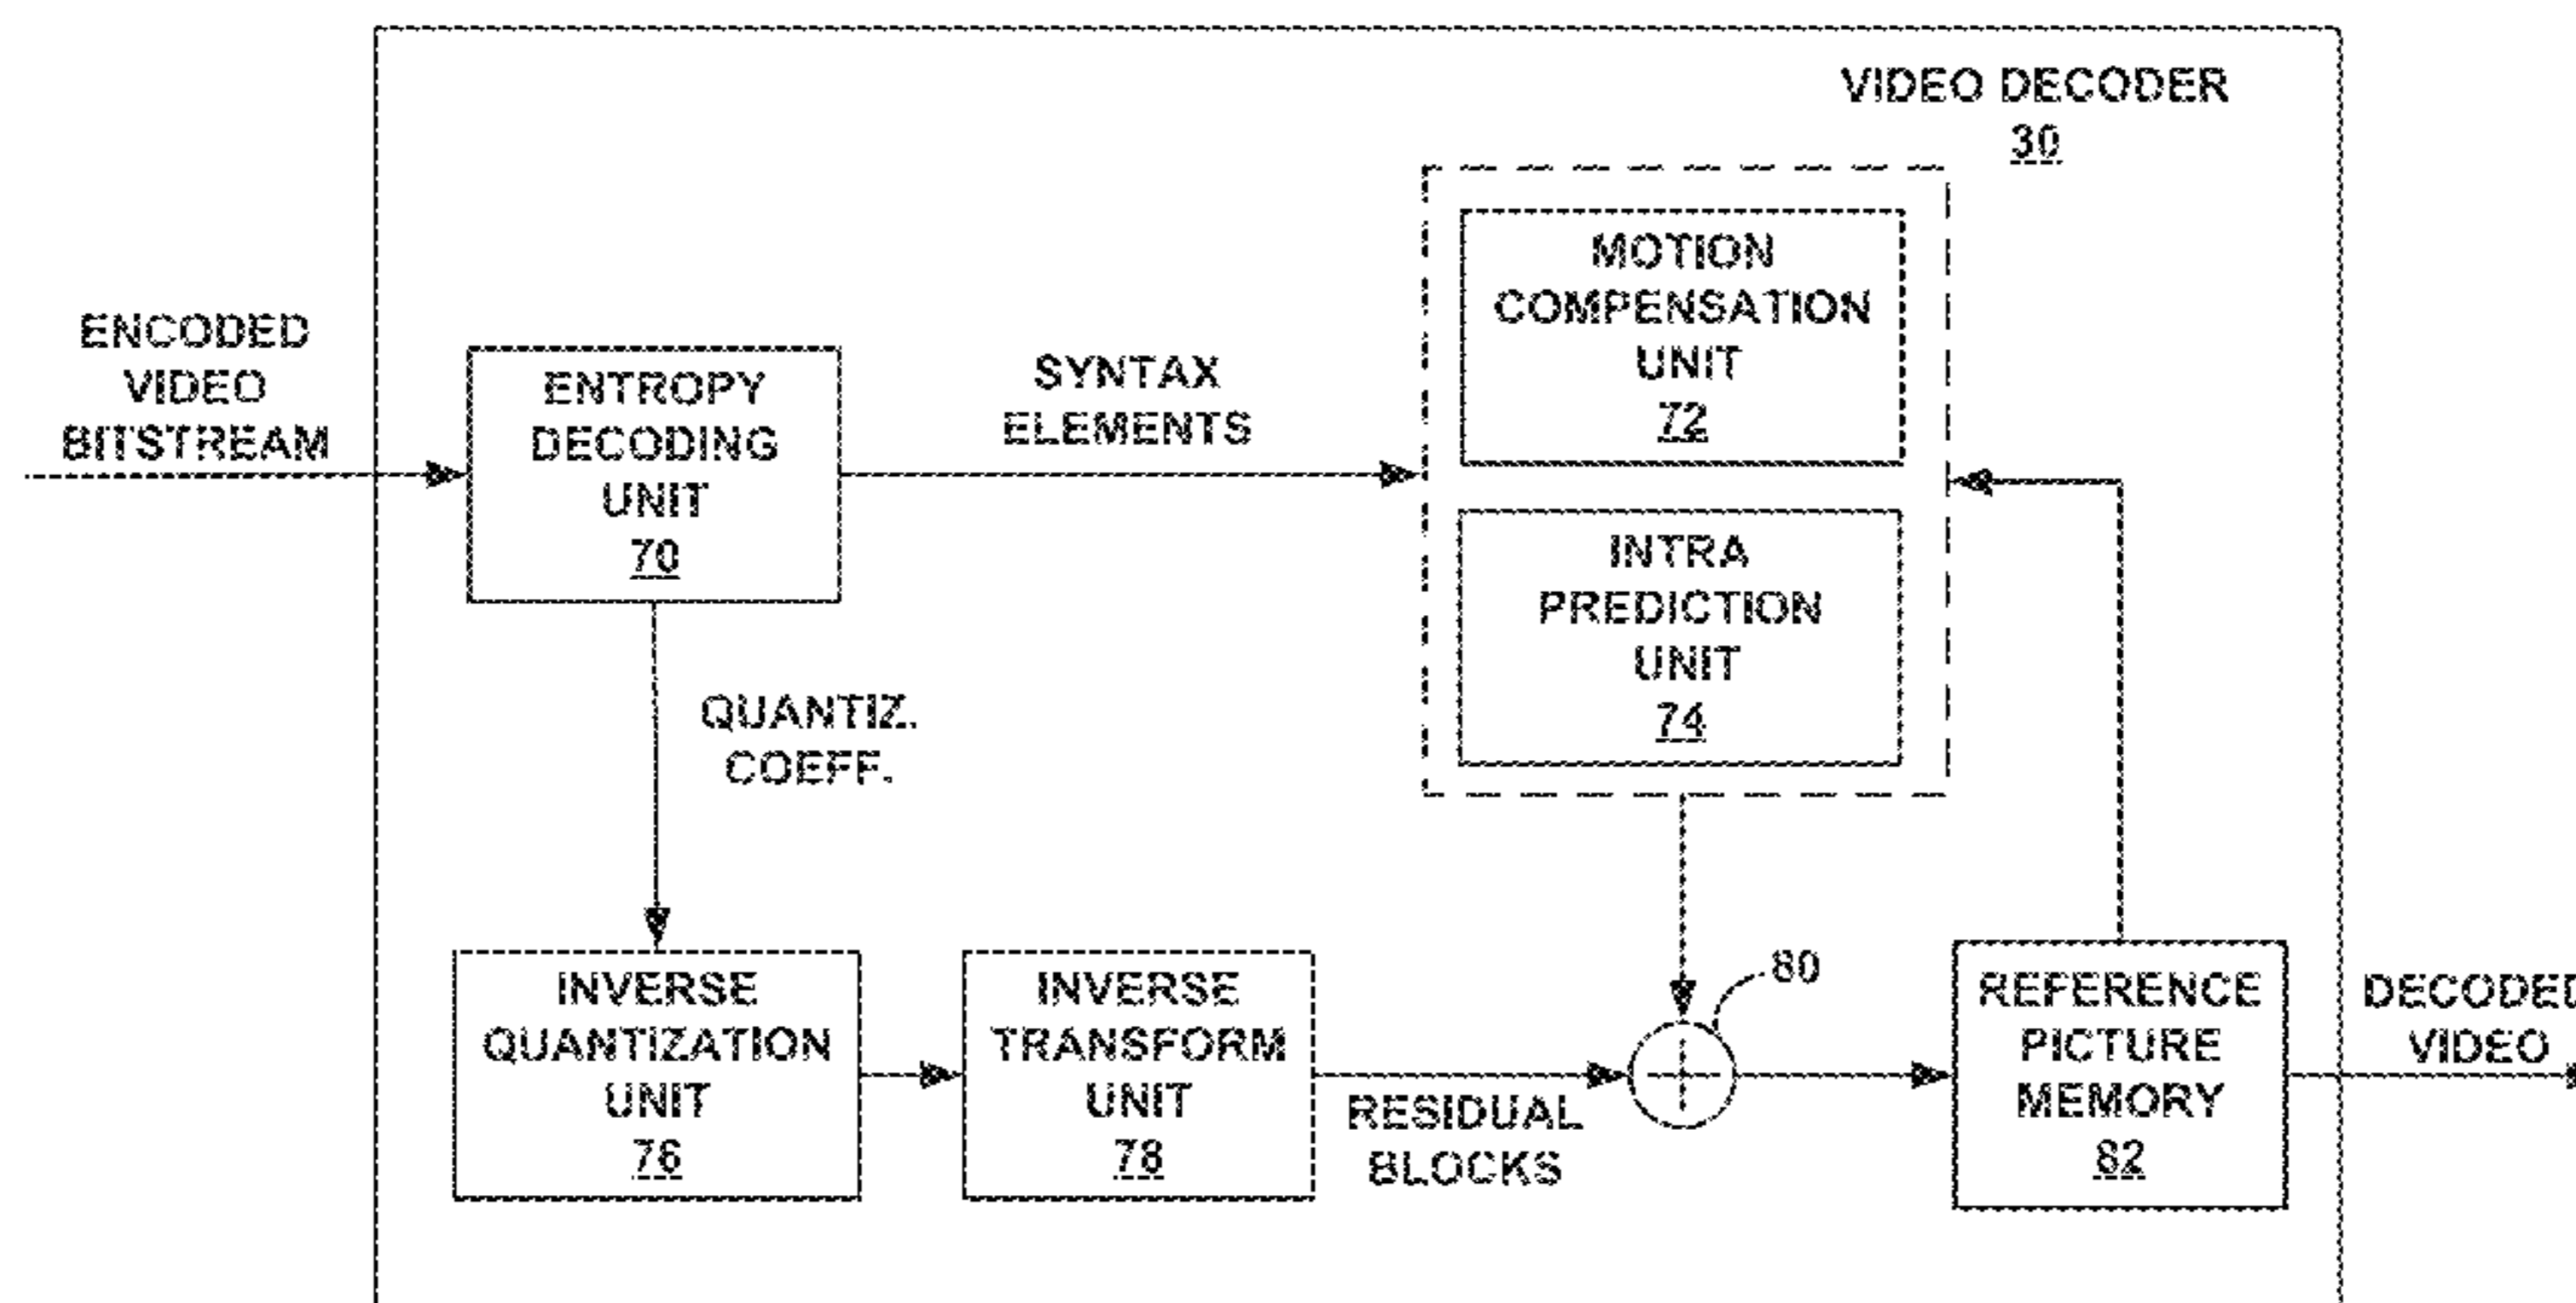 VIDEO DECODER
30
ENCODED
VIDEO
BITSTREAM
ENTROPY
DECODING
UNIT
70
SYNTAX
ELEMENTS
MOTION
COMPENSATION
UNIT
72
INTRA
PREDICTION
UNIT
74
QUANTIZ.
COEFF.
INVERSE
QUANTIZATION
UNIT
76
INVERSE
TRANSFORM
UNIT
78
RESIDUAL
BLOCKS
80
REFERENCE
PICTURE
MEMORY
82
DECODED
VIDEO